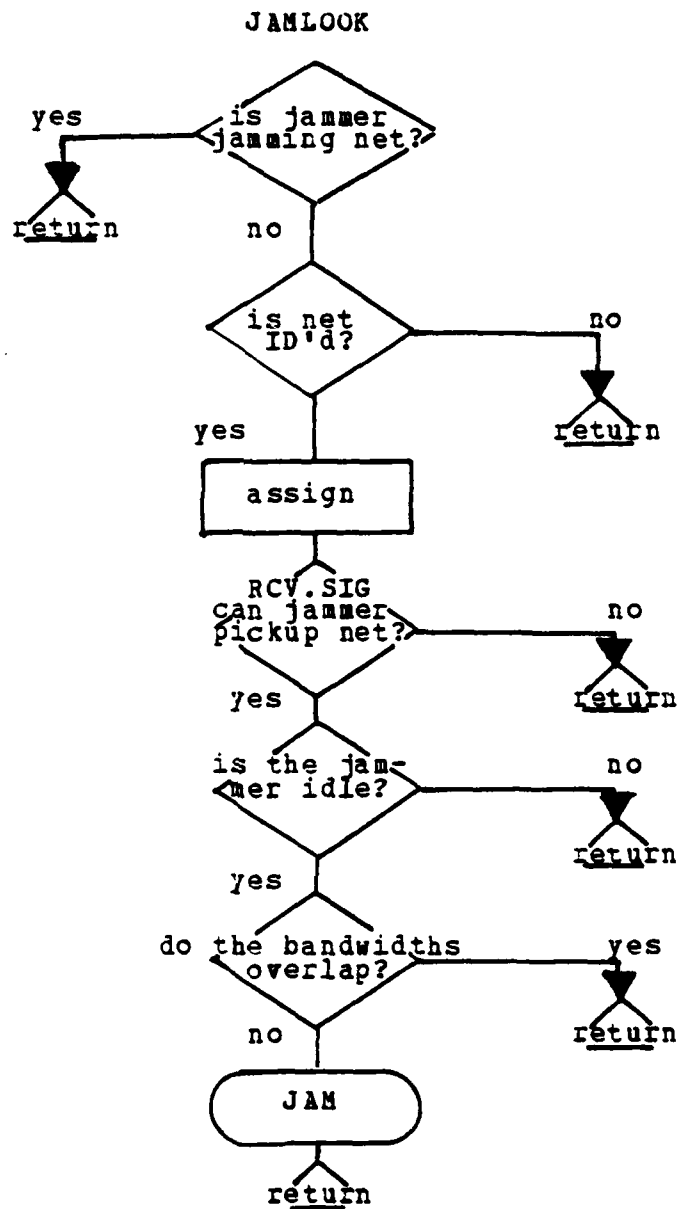 JAMLOOK
yes
is jammer
jamming net?
return
no
is net
ID'd?
no
return
yes
assign
RCV.SIG
can jammer
pickup net?
no
return
yes
is the jam-
mer idle?
no
return
yes
do the bandwidths
overlap?
yes
return
no
JAM
return